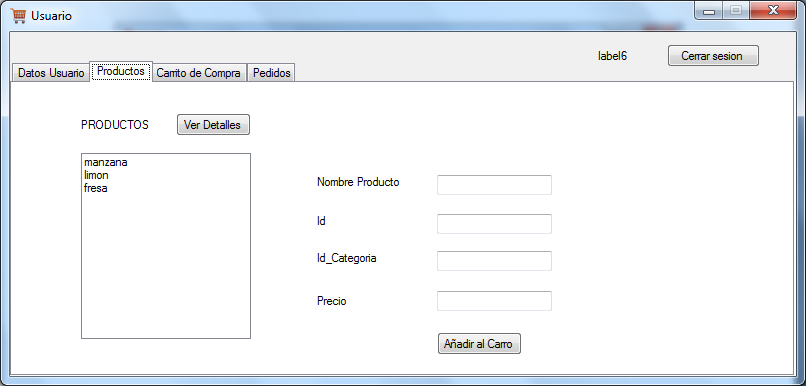 Usuario
label6
Cerrar sesion
Datos Usuario
Productos
Carrito de Compra
Pedidos
PRODUCTOS
Ver Detalles
manzana
limon
fresa
Nombre Producto
Id
Id_Categoria
Precio
Añadir al Carro